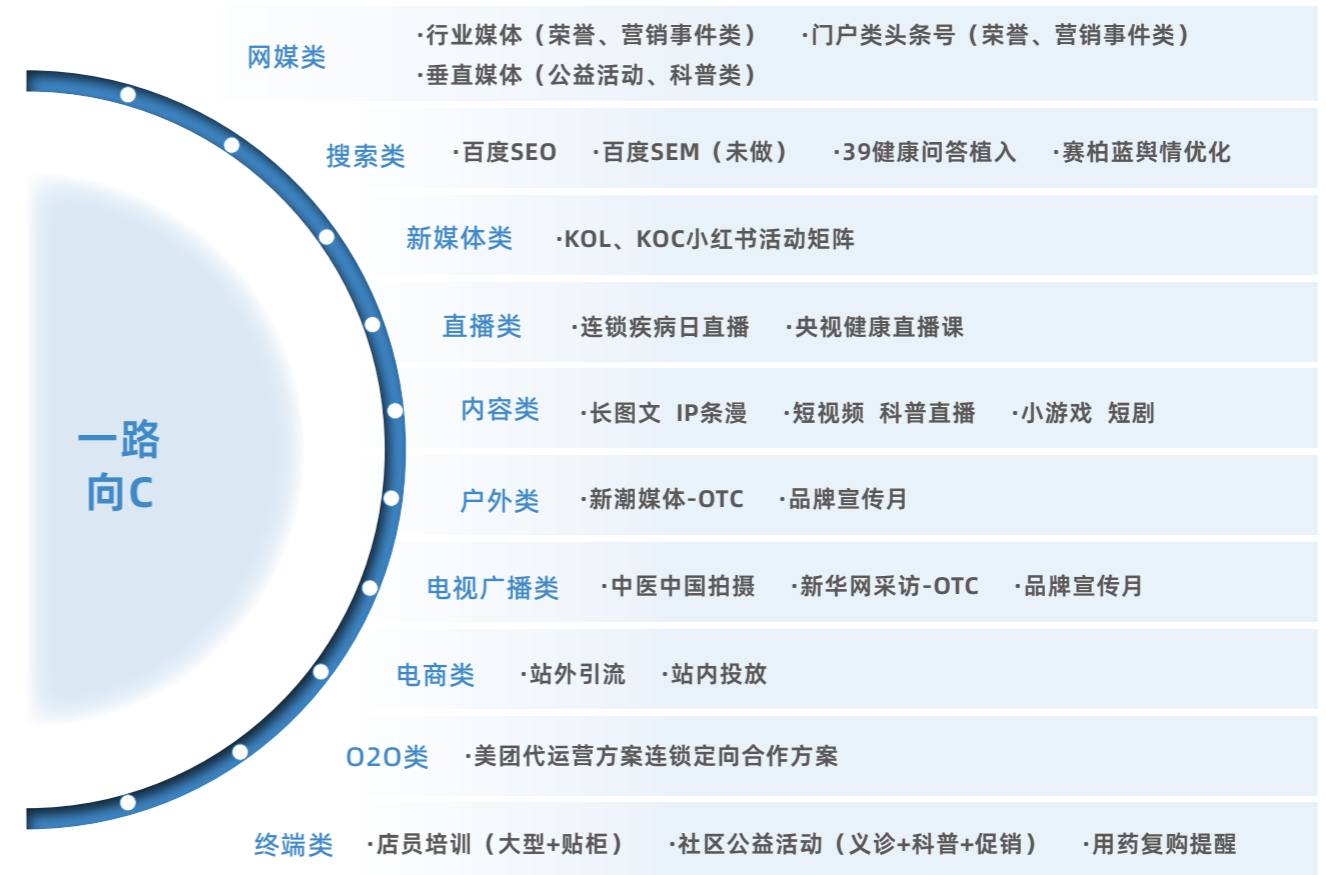 网媒类
·行业媒体（荣誉、营销事件类） ·门户类头条号（荣誉、营销事件类）
·垂直媒体（公益活动、科普类）
搜索类 ·百度SEO ·百度SEM（未做） ·39健康问答植入 ·赛柏蓝舆情优化
新媒体类 ·KOL、KOC小红书活动矩阵
直播类 ·连锁疾病日直播 ·央视健康直播课
内容类 ·长图文 IP条漫 ·短视频 科普直播 ·小游戏 短剧
一路
向C
户外类 ·新潮媒体-OTC ·品牌宣传月
电视广播类 ·中医中国拍摄 ·新华网采访-OTC ·品牌宣传月
电商类 ·站外引流 ·站内投放
O2O类 ·美团代运营方案连锁定向合作方案
终端类 ·店员培训（大型+贴柜） ·社区公益活动（义诊+科普+促销） ·用药复购提醒